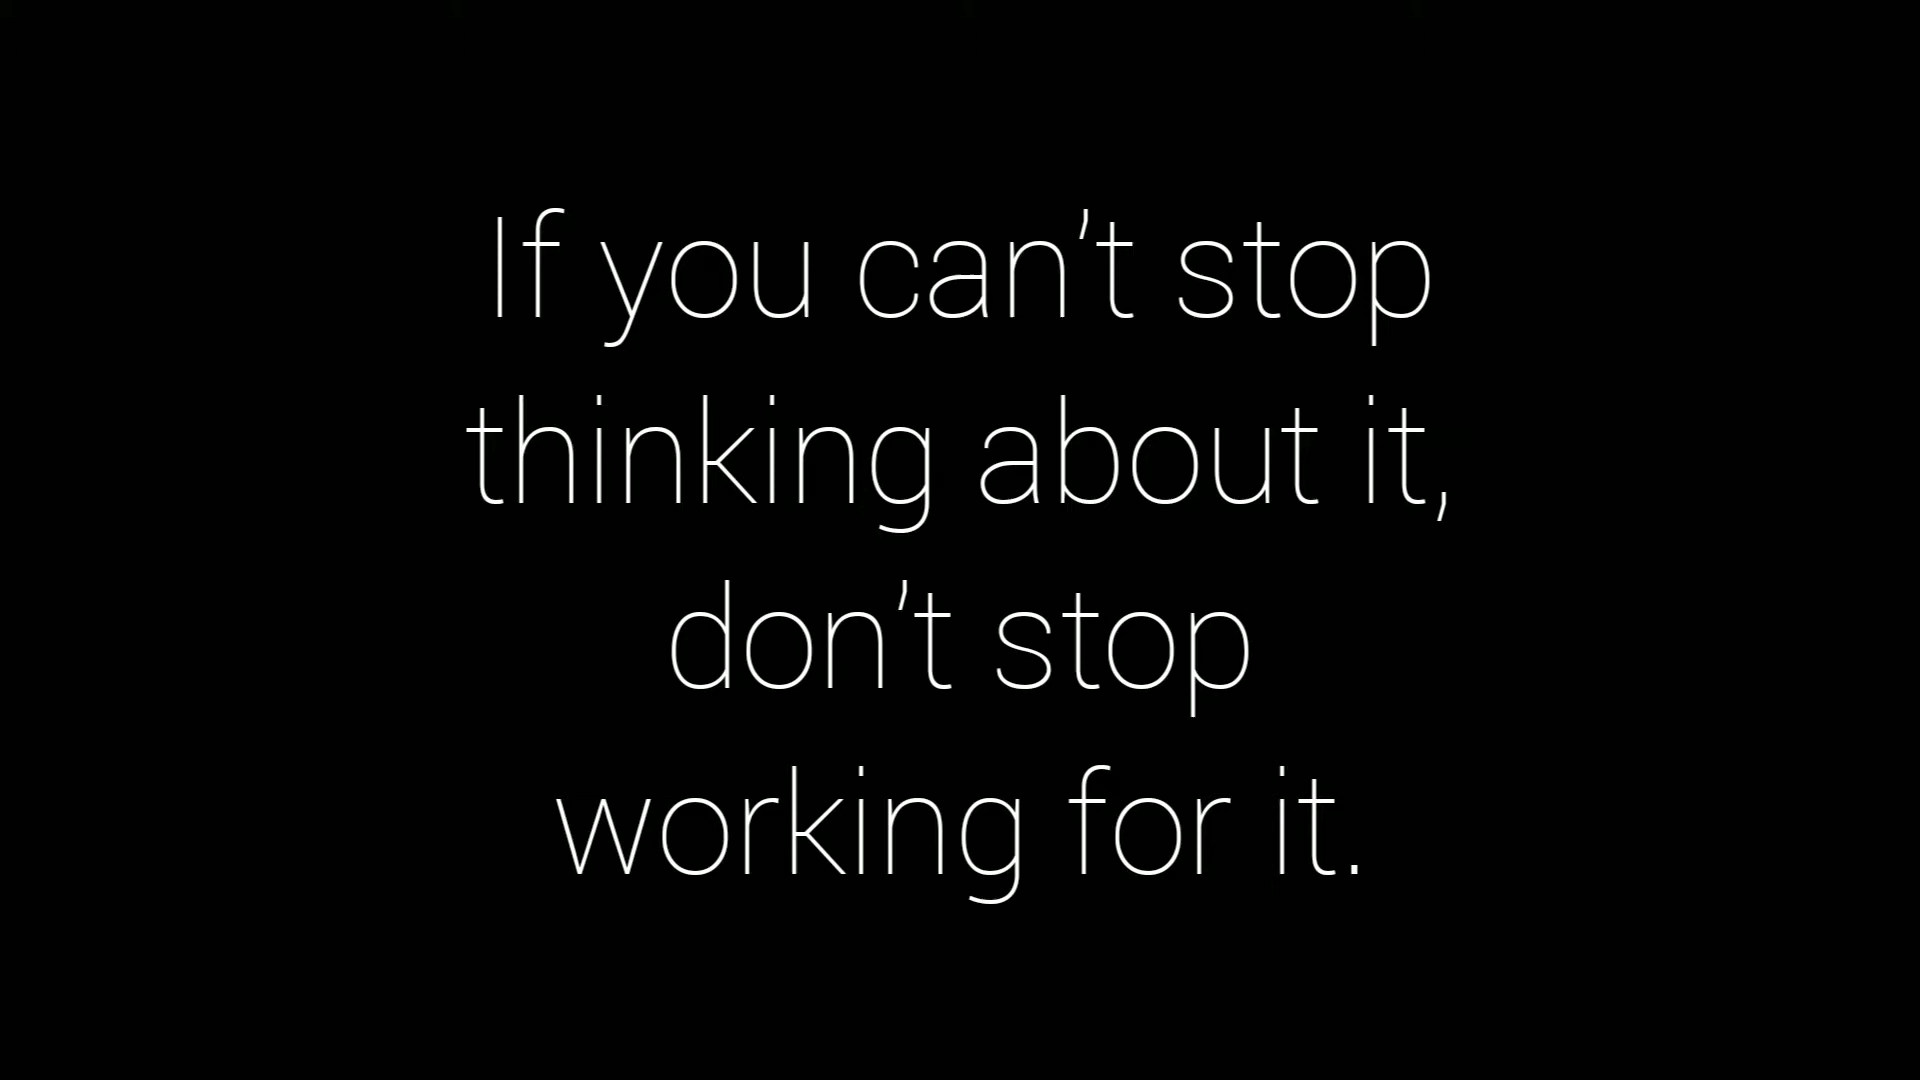 If you can’t stop
thinking about it,
don’t stop
working for it.